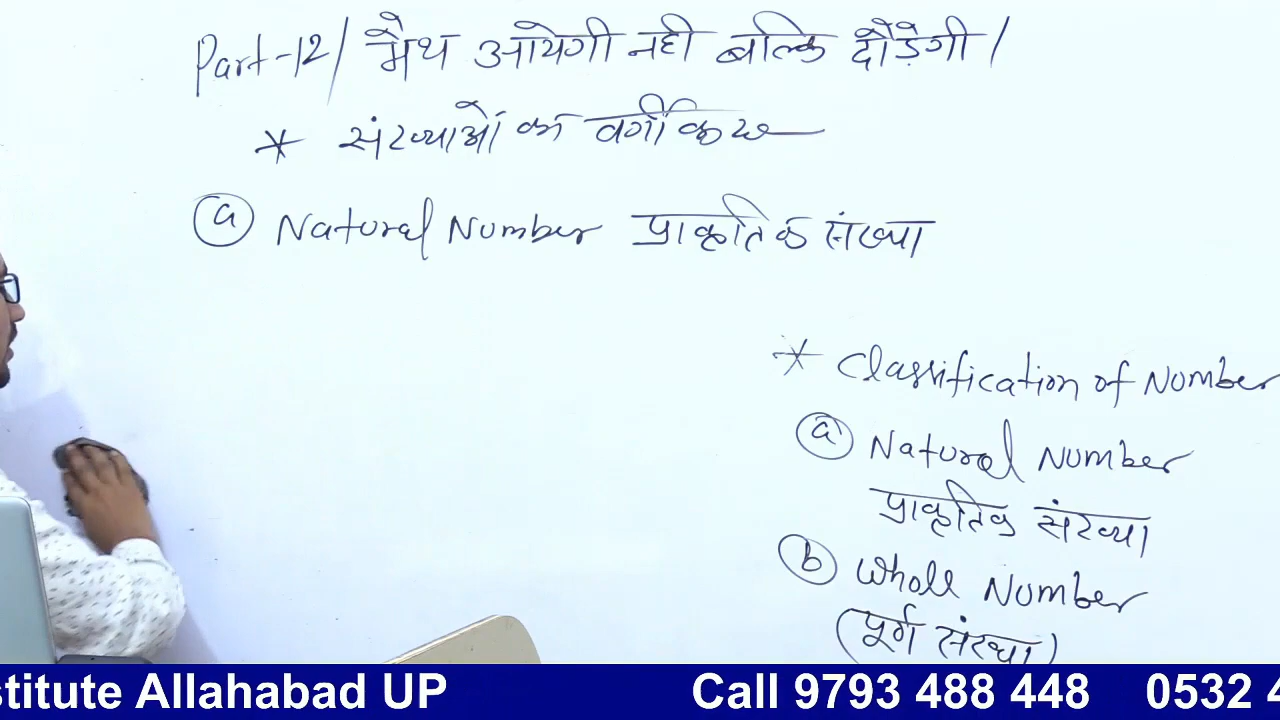 Part-12/ मैथ आयेगी नही बल्कि दौड़ेगी/
* संख्याओं का वर्गीकरण
(a) Natural Number प्राकृतिक संख्या
* Classification of Number
(a) Natural Number
प्राकृतिक संख्या
(b) Whole Number
(पूर्ण संख्या)
stitute Allahabad UP Call 9793 488 448 0532 4